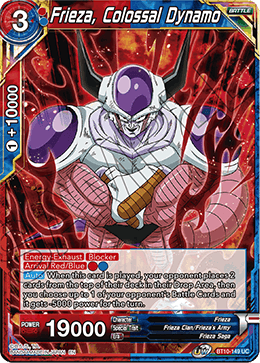 3
Frieza, Colossal Dynamo
BATTLE
1 +10000
Energy-Exhaust Blocker
Arrival Red/Blue
Auto When this card is played, your opponent places 2
cards from the top of their deck in their Drop Area, then
you choose up to 1 of your opponent's Battle Cards and
it gets -5000 power for the turn.
POWER 19000
Character Frieza
Special Trait Frieza Clan/Frieza's Army
Era Frieza Saga
BT10-149 UC